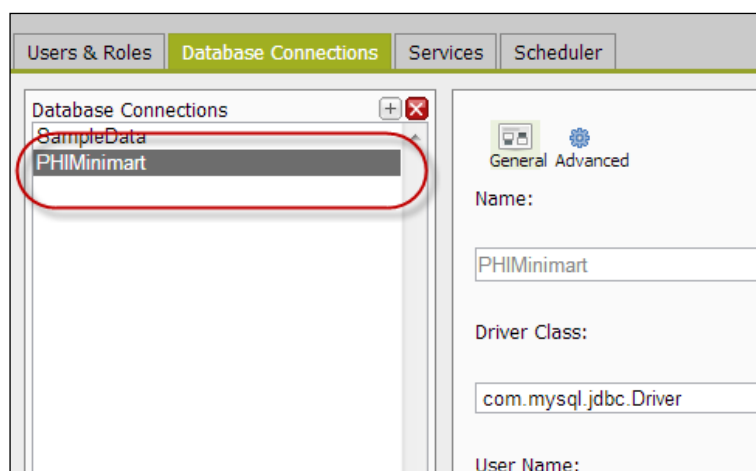 Users & Roles Database Connections Services Scheduler
Database Connections
SampleData
PHIMinimart
General Advanced
Name:
PHIMinimart
Driver Class:
com.mysql.jdbc.Driver
User Name: